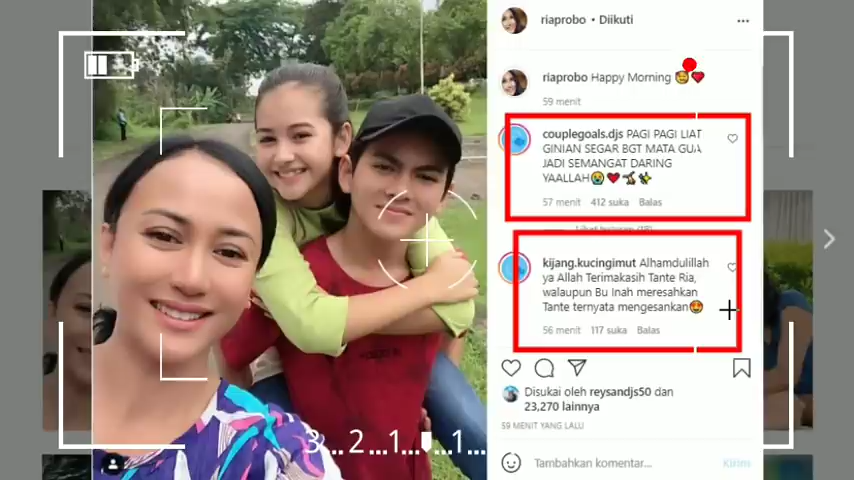 riaprobo • Diikuti
riaprobo Happy Morning
59 menit
couplegoals.djs PAGI PAGI LIAT
GINIAN SEGAR BGT MATA GUA
JADI SEMANGAT DARING
YAALLAH
57 menit 412 suka Balas
kijang.kucingimut Alhamdulillah
ya Allah Terimakasih Tante Ria,
walaupun Bu Inah meresahkan
Tante ternyata mengesankan
56 menit 117 suka Balas
Disukai oleh reysandjs50 dan
23,270 lainnya
59 MENIT YANG LALU
Tambahkan komentar... Kirim
3...2...1... ...1...